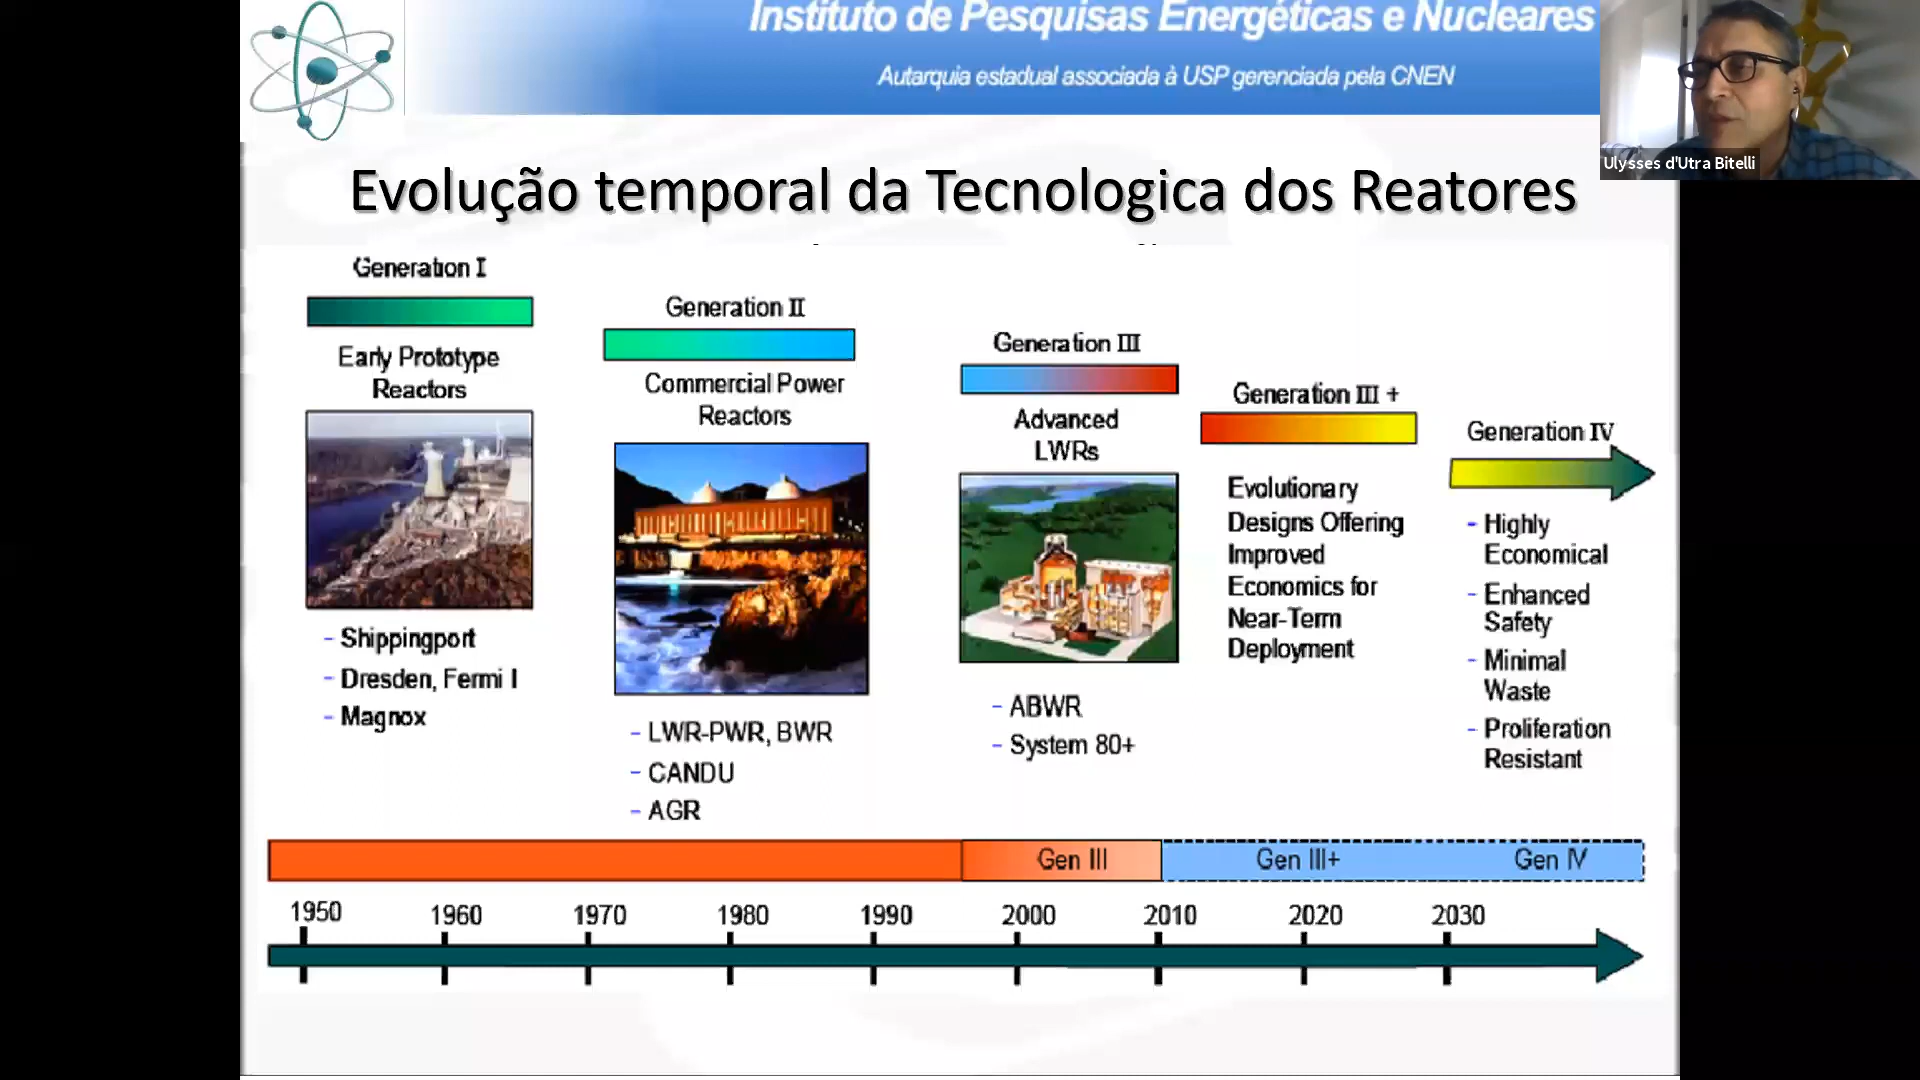 Instituto de Pesquisas Energéticas e Nucleares
Autarquia estadual associada à USP gerenciada pela CNEN
Ulysses d'Utra Bitelli
Evolução temporal da Tecnologica dos Reatores
Generation I
Early Prototype
Reactors
- Shippingport
- Dresden, Fermi I
- Magnox
Generation II
Commercial Power
Reactors
- LWR-PWR, BWR
- CANDU
- AGR
Generation III
Advanced
LWRs
- ABWR
- System 80+
Generation III +
Evolutionary
Designs Offering
Improved
Economics for
Near-Term
Deployment
Generation IV
- Highly
Economical
- Enhanced
Safety
- Minimal
Waste
- Proliferation
Resistant
Gen III
Gen III+
Gen IV
1950
1960
1970
1980
1990
2000
2010
2020
2030